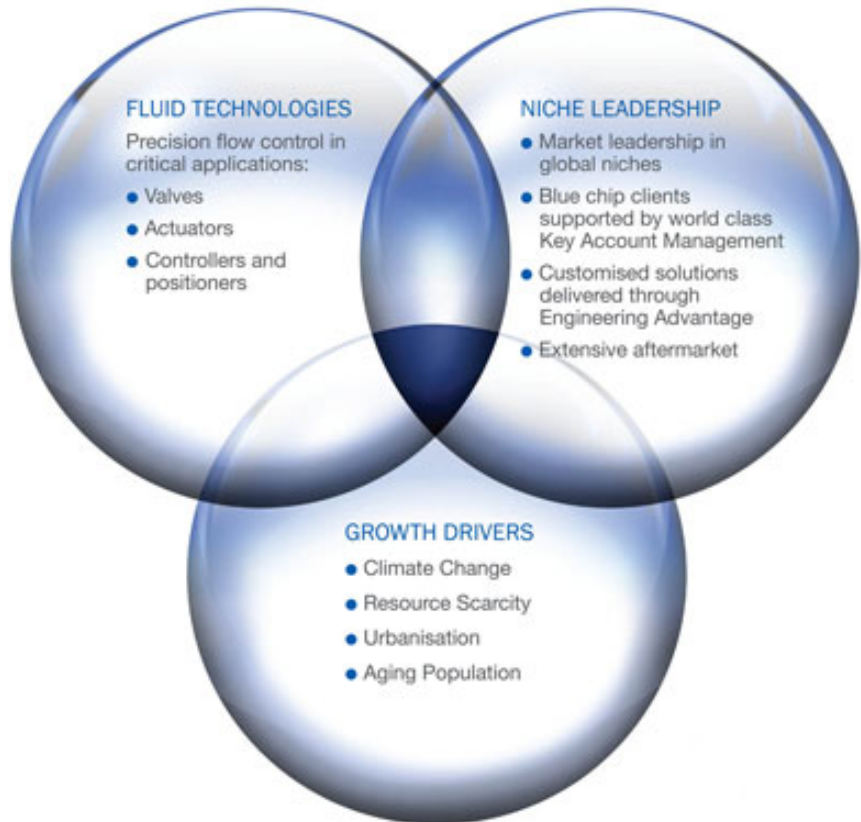 FLUID TECHNOLOGIES
Precision flow control in
critical applications:
● Valves
● Actuators
● Controllers and
positioners
NICHE LEADERSHIP
● Market leadership in
global niches
● Blue chip clients
supported by world class
Key Account Management
● Customised solutions
delivered through
Engineering Advantage
● Extensive aftermarket
GROWTH DRIVERS
● Climate Change
● Resource Scarcity
● Urbanisation
● Aging Population